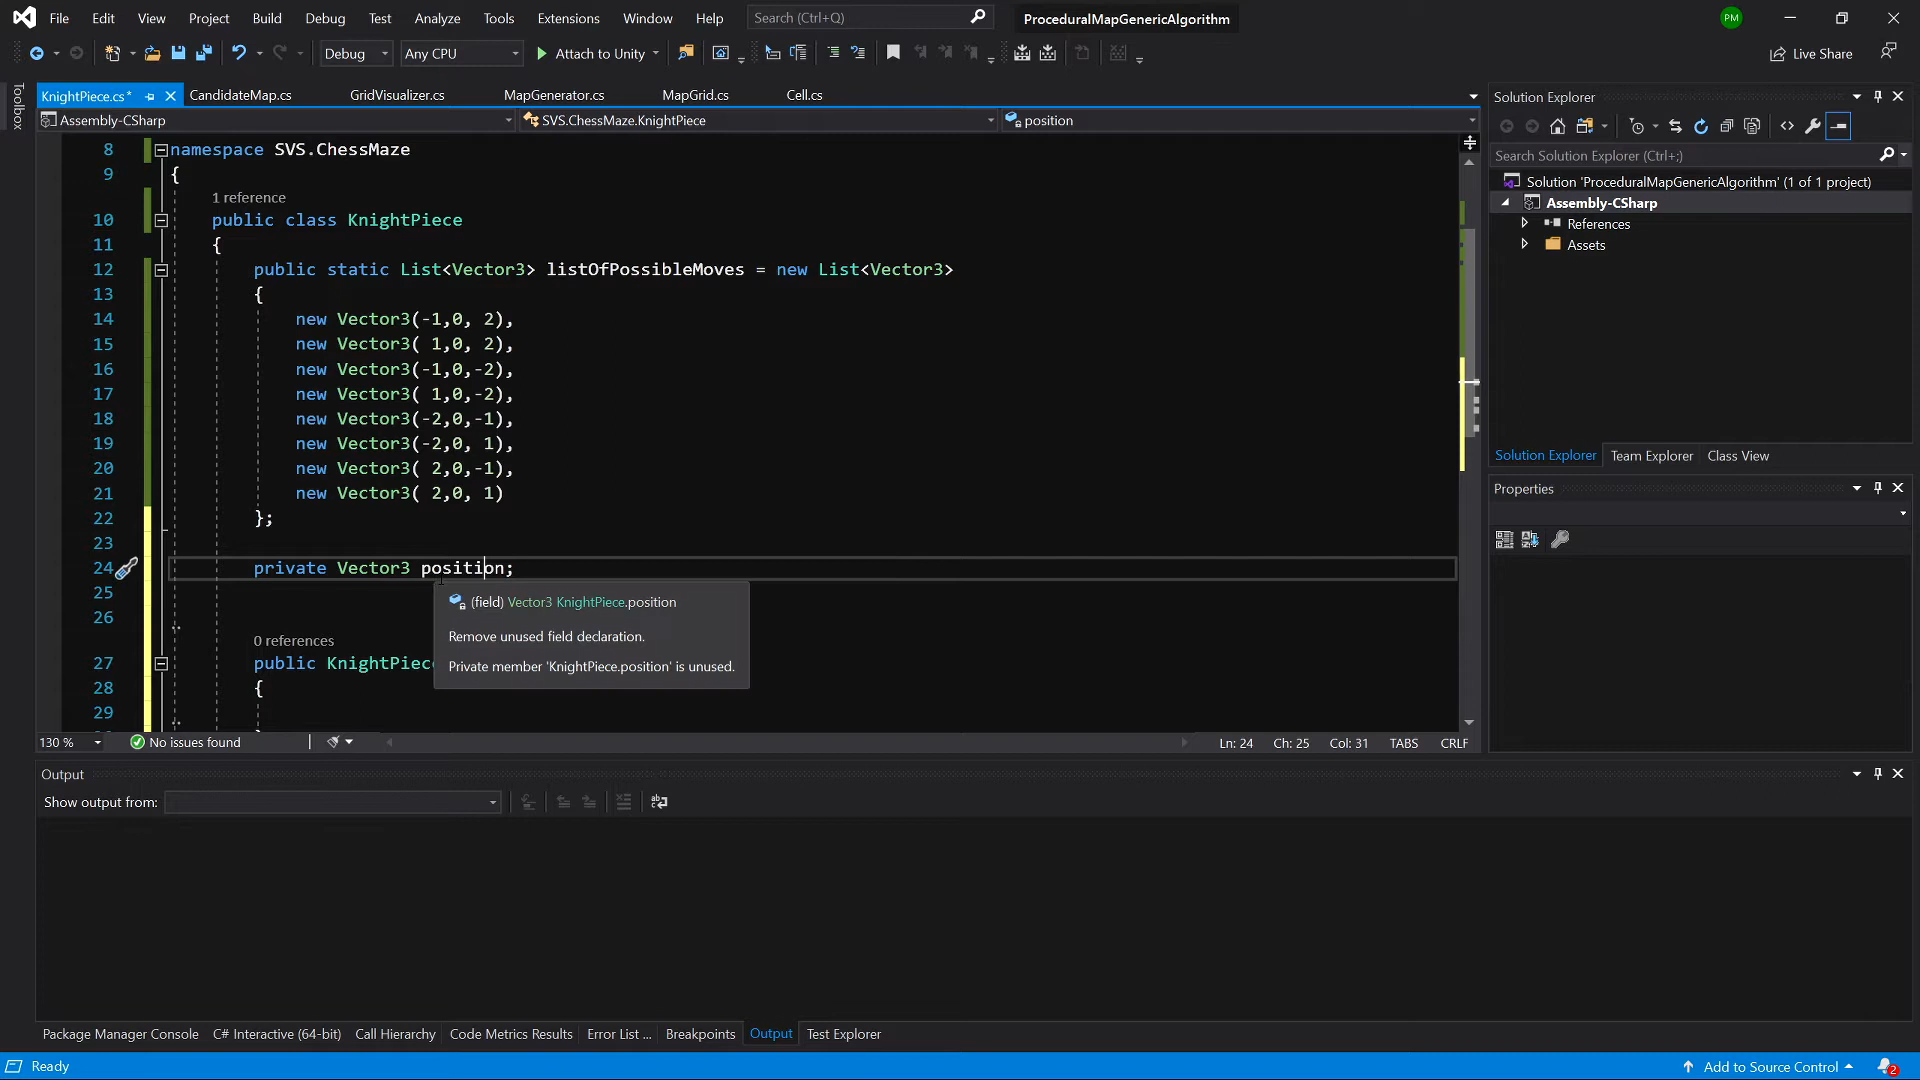 File Edit View Project Build Debug Test Analyze Tools Extensions Window Help Search (Ctrl+Q) ProceduralMapGenericAlgorithm PM
Debug Any CPU Attach to Unity Live Share
Toolbox
KnightPiece.cs* CandidateMap.cs GridVisualizer.cs MapGenerator.cs MapGrid.cs Cell.cs
Assembly-CSharp SVS.ChessMaze.KnightPiece position
8 namespace SVS.ChessMaze
9 {
1 reference
10 public class KnightPiece
11 {
12 public static List<Vector3> listOfPossibleMoves = new List<Vector3>
13 {
14 new Vector3(-1,0, 2),
15 new Vector3( 1,0, 2),
16 new Vector3(-1,0,-2),
17 new Vector3( 1,0,-2),
18 new Vector3(-2,0,-1),
19 new Vector3(-2,0, 1),
20 new Vector3( 2,0,-1),
21 new Vector3( 2,0, 1)
22 };
23
24 private Vector3 position;
25
26
(field) Vector3 KnightPiece.position
Remove unused field declaration.
Private member 'KnightPiece.position' is unused.
0 references
27 public KnightPiec
28 {
29
130 % No issues found Ln: 24 Ch: 25 Col: 31 TABS CRLF
Solution Explorer
Search Solution Explorer (Ctrl+;)
Solution 'ProceduralMapGenericAlgorithm' (1 of 1 project)
Assembly-CSharp
References
Assets
Solution Explorer Team Explorer Class View
Properties
Output
Show output from:
Package Manager Console C# Interactive (64-bit) Call Hierarchy Code Metrics Results Error List ... Breakpoints Output Test Explorer
Ready Add to Source Control 2